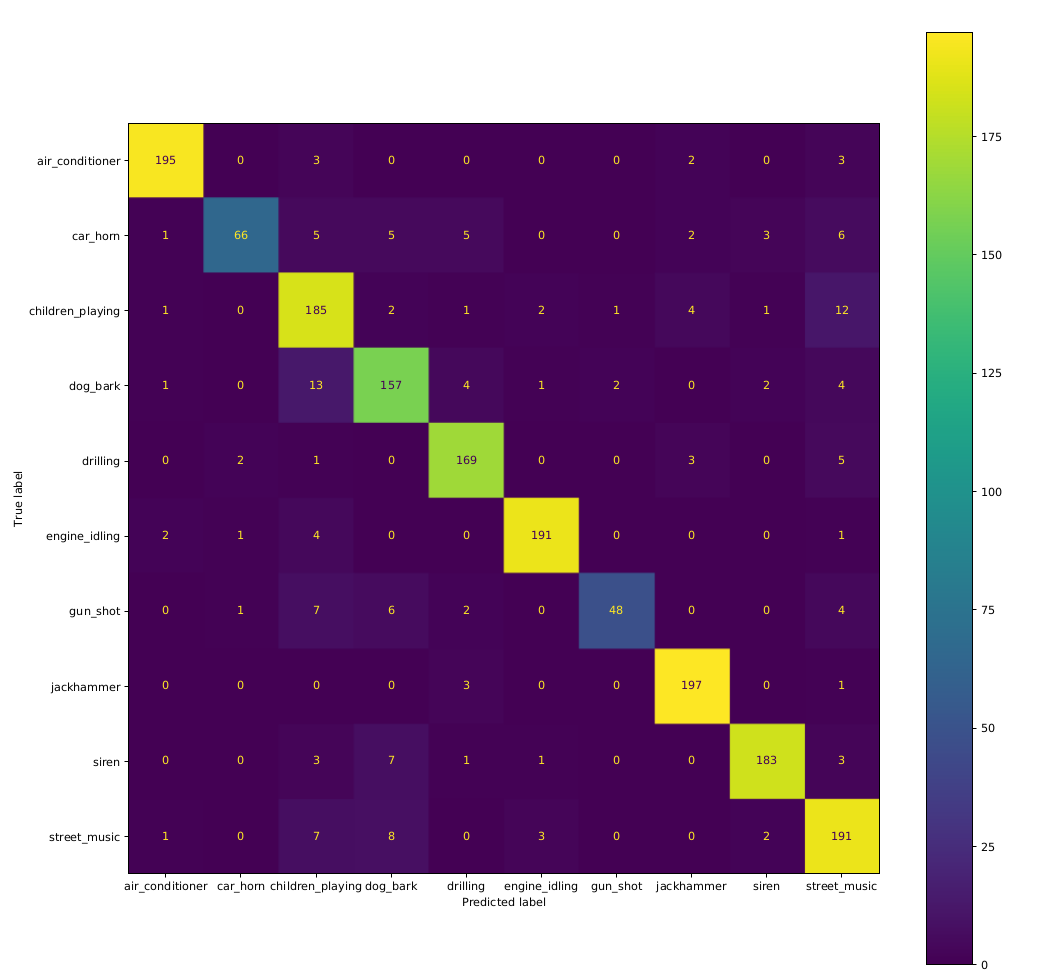 175
air_conditioner 195 0 3 0 0 0 0 2 0 3
150
car_horn 1 66 5 5 5 0 0 2 3 6
children_playing 1 0 185 2 1 2 1 4 1 12
125
dog_bark 1 0 13 157 4 1 2 0 2 4
drilling 0 2 1 0 169 0 0 3 0 5
100
True label
engine_idling 2 1 4 0 0 191 0 0 0 1
75
gun_shot 0 1 7 6 2 0 48 0 0 4
jackhammer 0 0 0 0 3 0 0 197 0 1
50
siren 0 0 3 7 1 1 0 0 183 3
street_music 1 0 7 8 0 3 0 0 2 191
25
air_conditioner car_horn children_playing dog_bark drilling engine_idling gun_shot jackhammer siren street_music
Predicted label
0